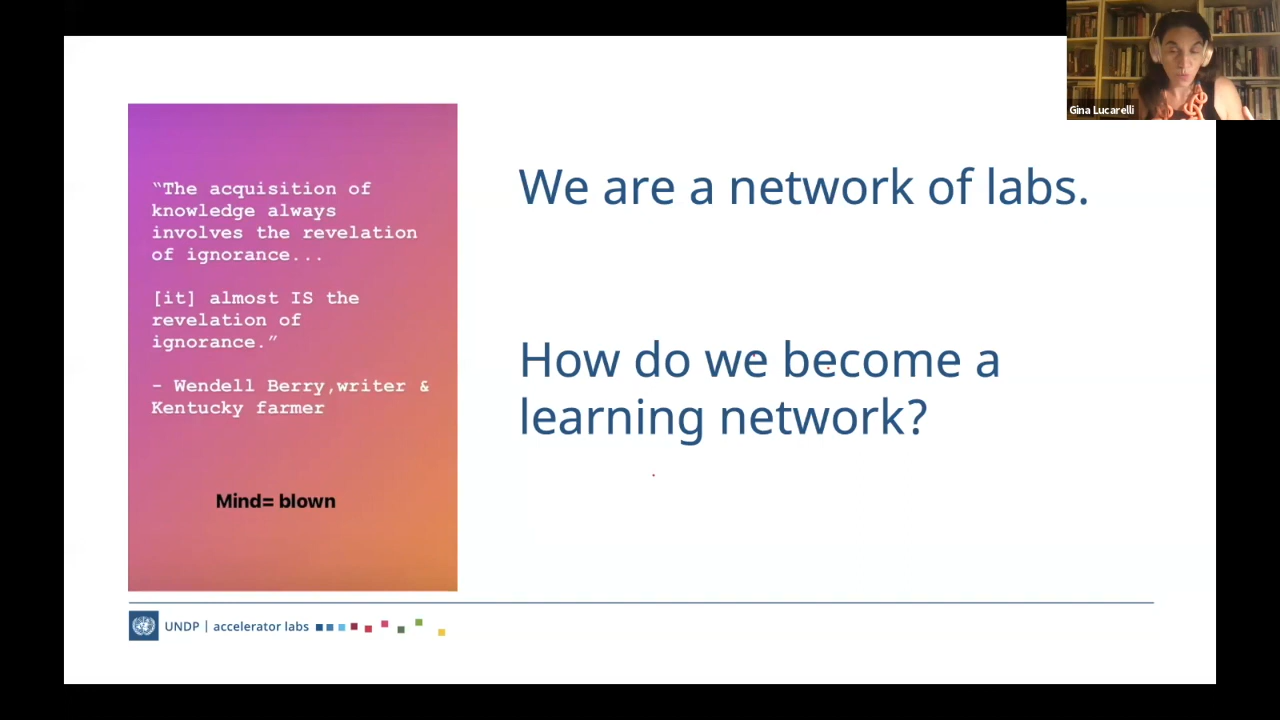 Gina Lucarelli
“The acquisition of
knowledge always
involves the revelation
of ignorance...
[it] almost IS the
revelation of
ignorance.”
- Wendell Berry,writer &
Kentucky farmer
Mind= blown
We are a network of labs.
How do we become a
learning network?
UNDP | accelerator labs